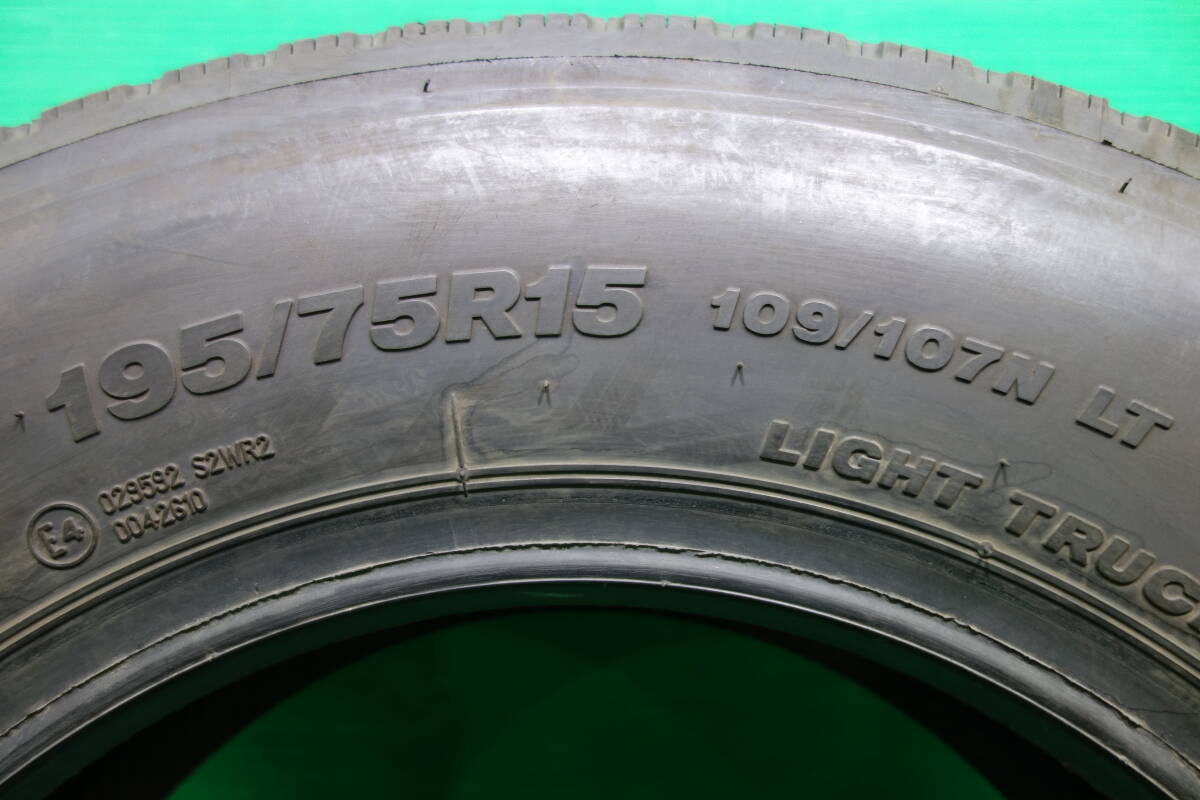 195/75R15 109/107N LT
LIGHT TRUC
E4
029592 S2WR2
0042610